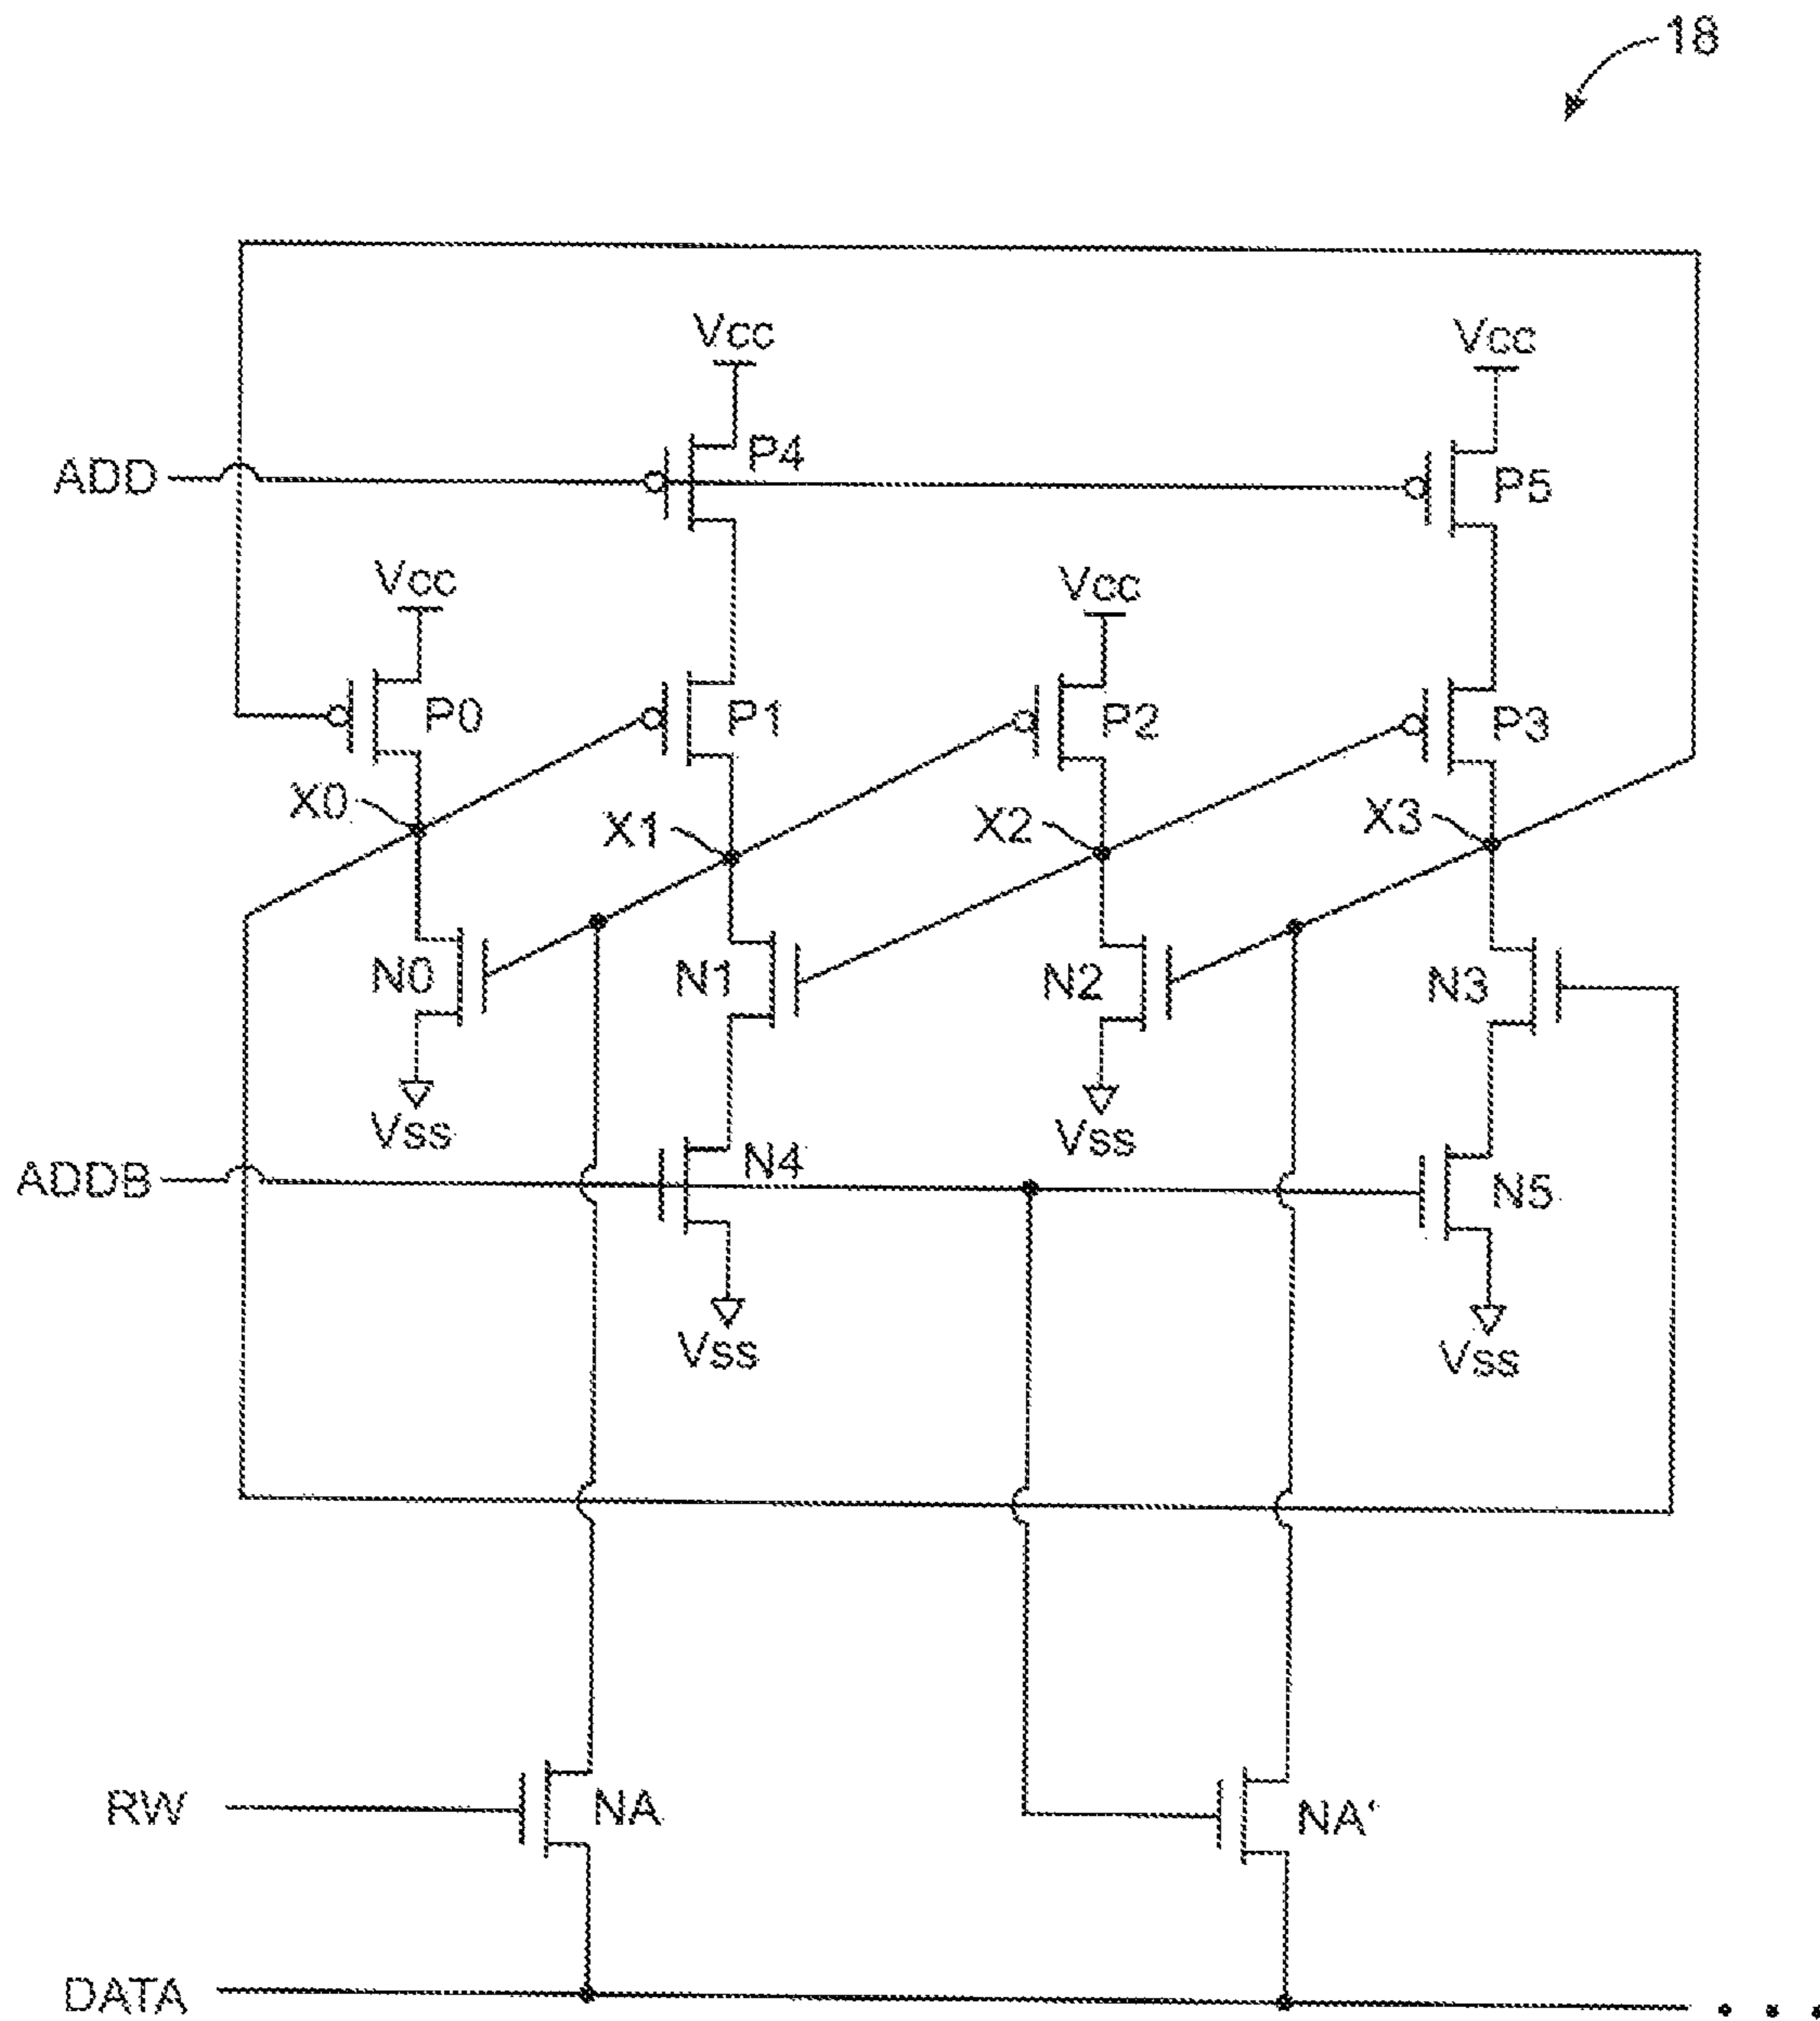 18
Vcc
Vcc
P4
ADD
P5
Vcc
Vcc
P0
P1
P2
P3
X0
X1
X2
X3
N0
N1
N2
N3
Vss
Vss
N4
ADDB
N5
Vss
Vss
RW
NA
NA'
DATA